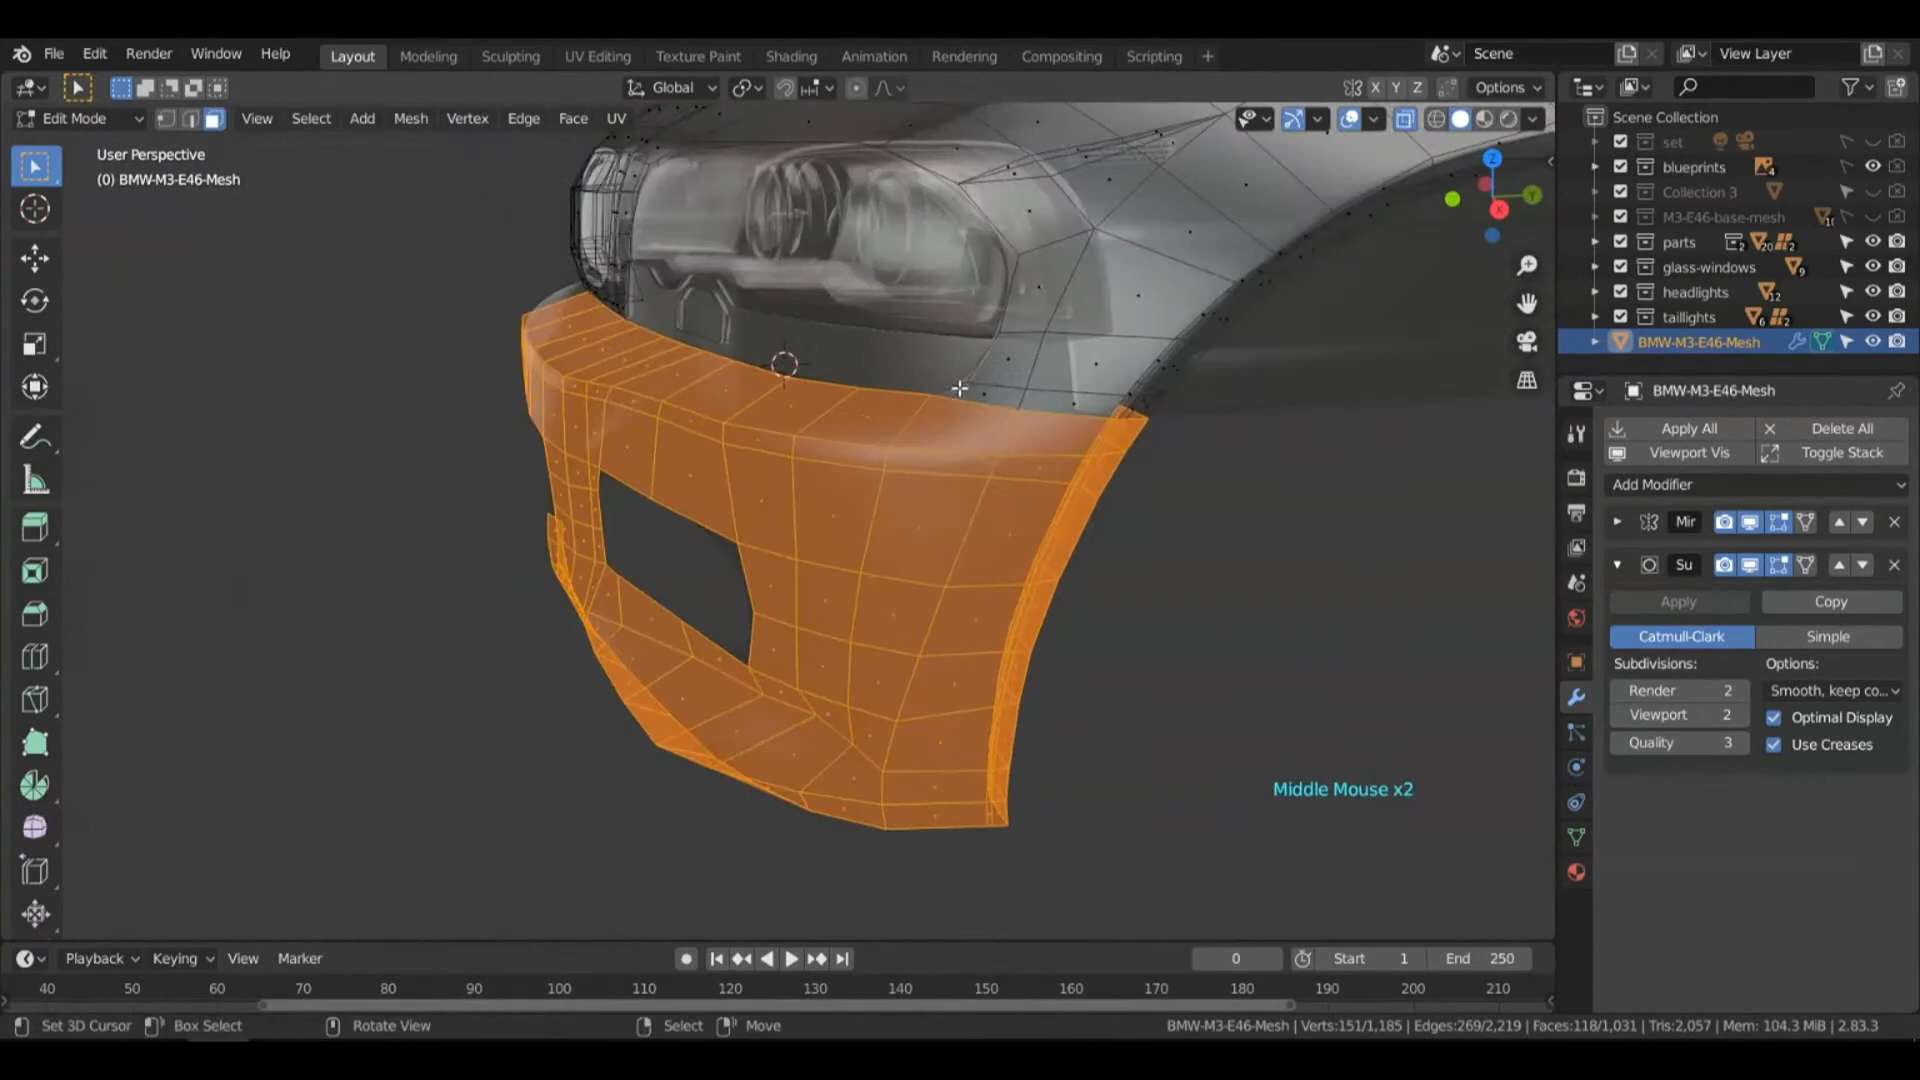 File Edit Render Window Help Layout Modeling Sculpting UV Editing Texture Paint Shading Animation Rendering Compositing Scripting + Scene View Layer
Global X Y Z Options
Edit Mode View Select Add Mesh Vertex Edge Face UV
User Perspective
(0) BMW-M3-E46-Mesh
Z
Y
X
Middle Mouse x2
Scene Collection
set
blueprints 4
Collection 3
M3-E46-base-mesh
parts 2 20 2
glass-windows 9
headlights 12
taillights 6 2
BMW-M3-E46-Mesh
BMW-M3-E46-Mesh
Apply All Delete All
Viewport Vis Toggle Stack
Add Modifier
Mir
Su
Apply Copy
Catmull-Clark Simple
Subdivisions: Options:
Render 2 Smooth, keep co...
Viewport 2 Optimal Display
Quality 3 Use Creases
Playback Keying View Marker 0 Start 1 End 250
40 50 60 70 80 90 100 110 120 130 140 150 160 170 180 190 200 210
Set 3D Cursor Box Select Rotate View Select Move BMW-M3-E46-Mesh | Verts:151/1,185 | Edges:269/2,219 | Faces:118/1,031 | Tris:2,057 | Mem: 104.3 MiB | 2.83.3